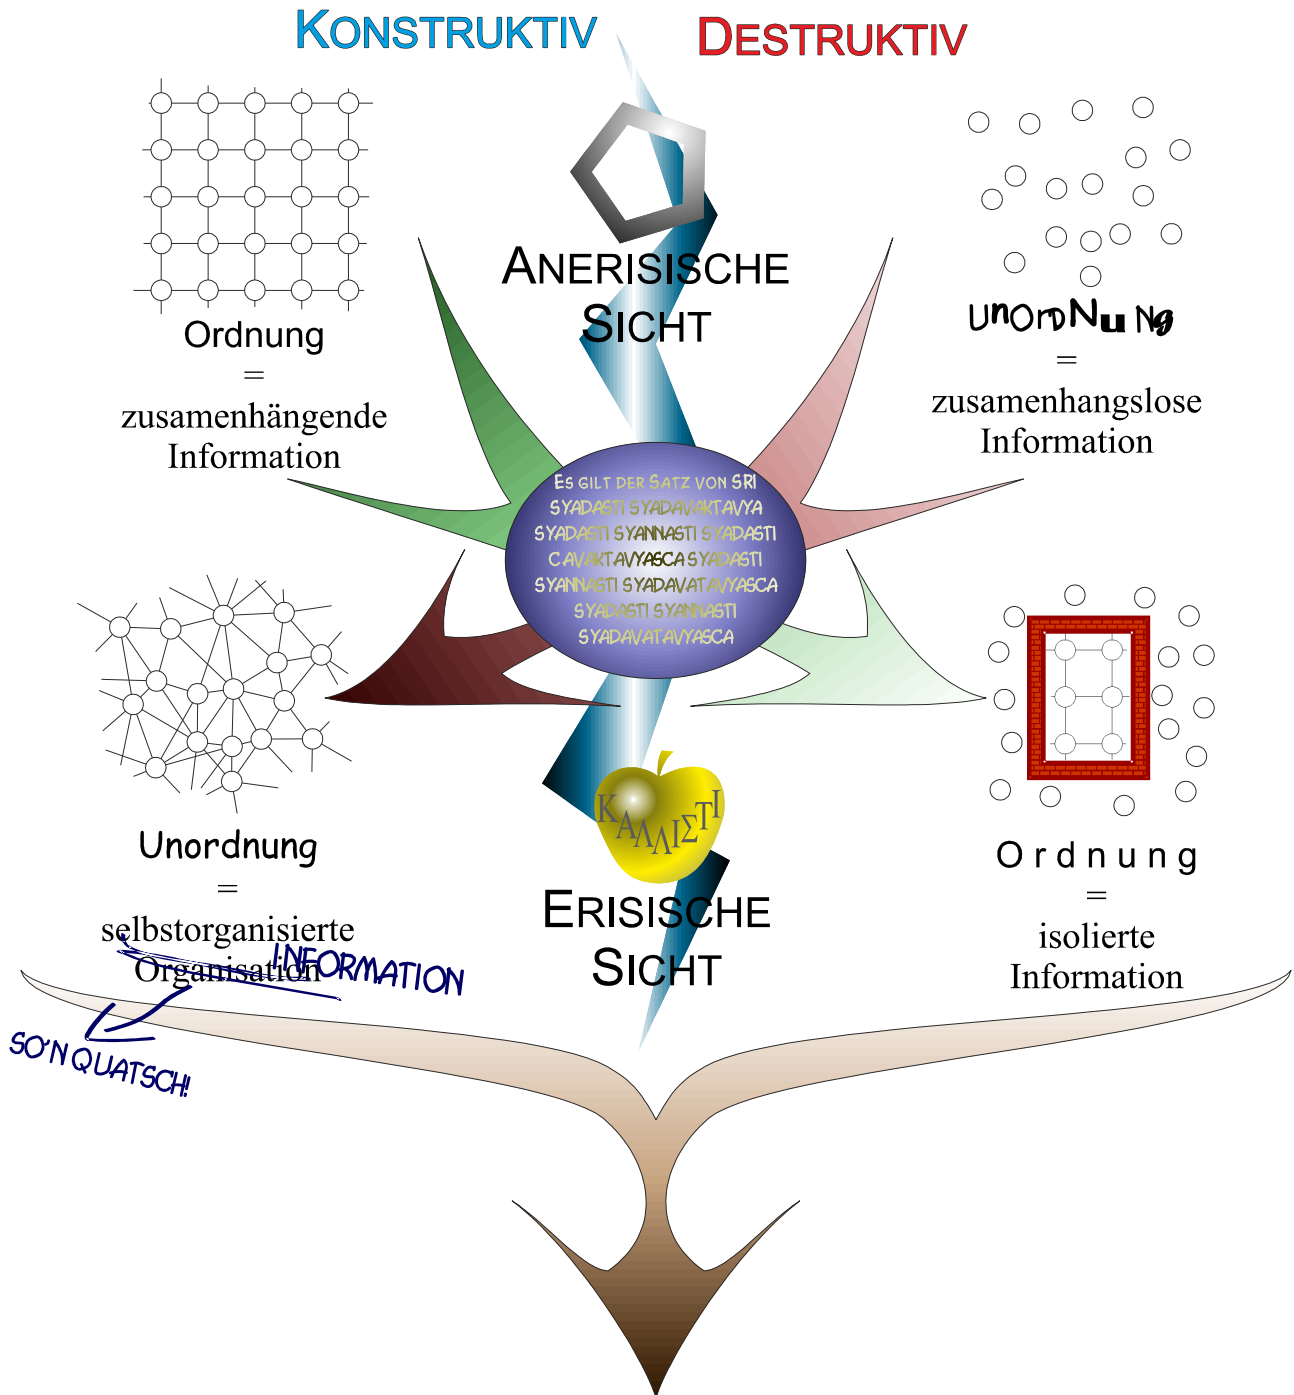 KONSTRUKTIV
DESTRUKTIV
ANERISISCHE
SICHT
Ordnung
=
zusamenhängende
Information
UnOrDNuNg
=
zusamenhangslose
Information
ES GILT DER SATZ VON SRI
SYADASTI SYADAVAKTAVYA
SYADASTI SYANNASTI SYADASTI
CAVAKTAVYASCA SYADASTI
SYANNASTI SYADAVATAVYASCA
SYADASTI SYANNASTI
SYADAVATAVYASCA
ΚΑΛΛΙΣΤΙ
ERISISCHE
SICHT
Unordnung
=
selbstorganisierte
Organisation
INFORMATION
SO'N QUATSCH!
Ordnung
=
isolierte
Information